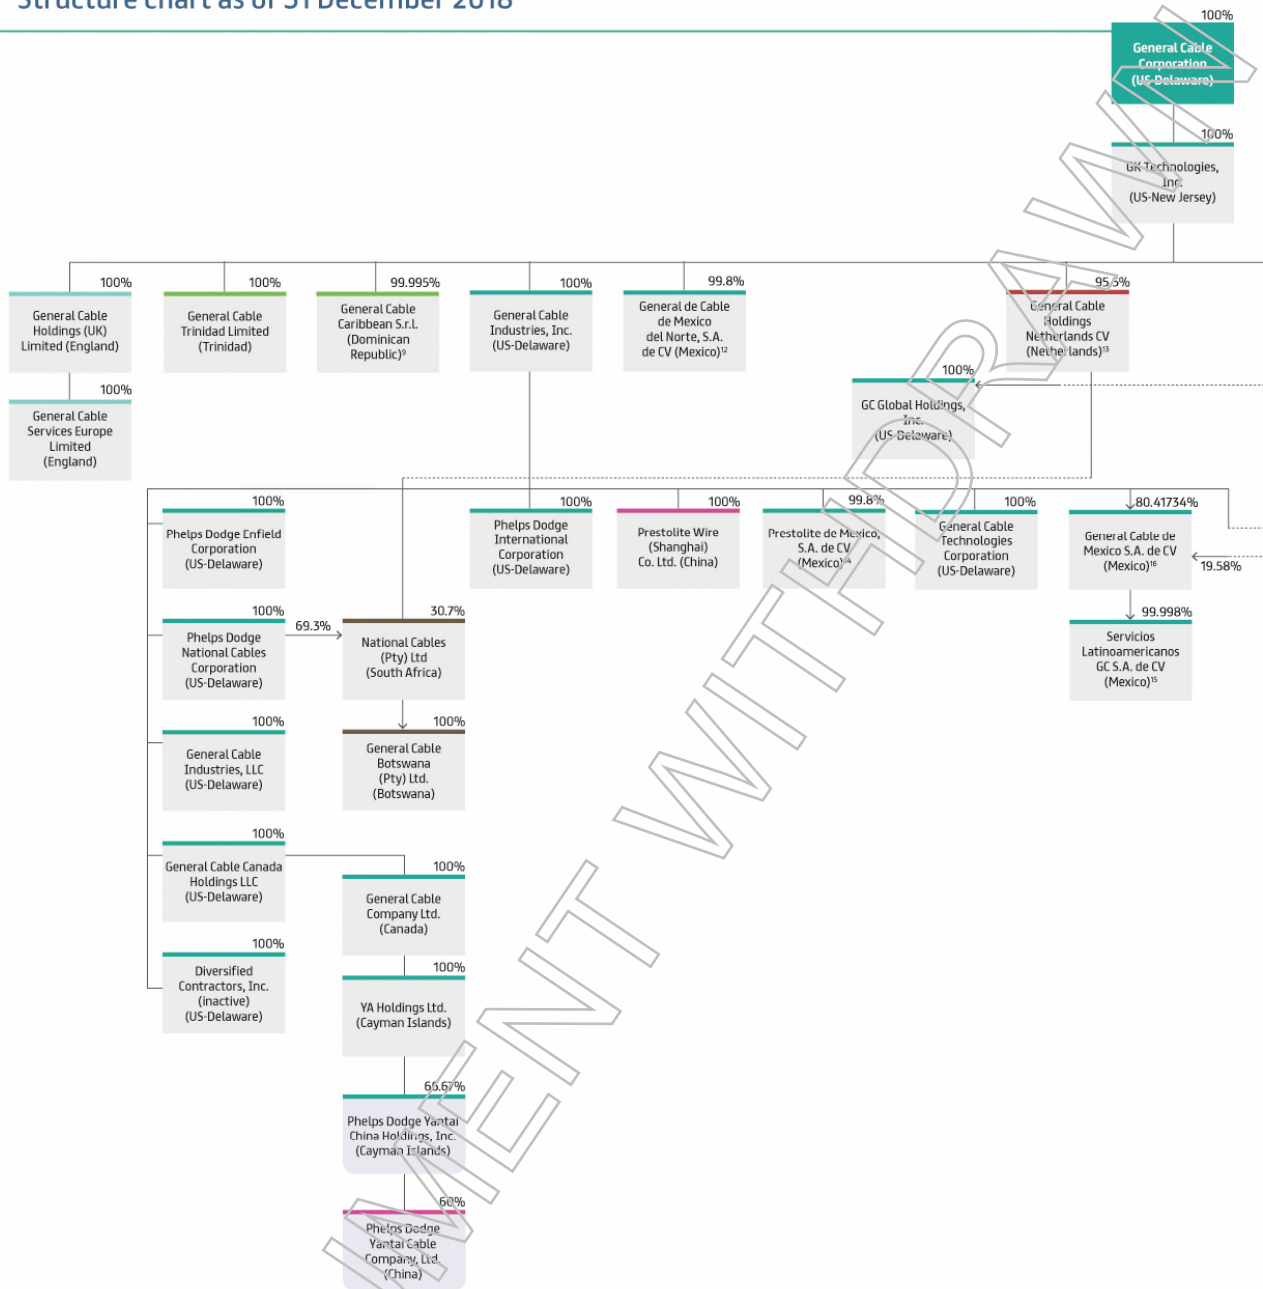 Structure chart as of 31 December 2018
100%
General Cable
Corporation
(US-Delaware)
100%
GK Technologies,
Inc.
(US-New Jersey)
100%
General Cable
Holdings (UK)
Limited (England)
100%
General Cable
Trinidad Limited
(Trinidad)
99.995%
General Cable
Caribbean S.r.l.
(Dominican
Republic)⁹
100%
General Cable
Industries, Inc.
(US-Delaware)
99.8%
General de Cable
de Mexico
del Norte, S.A.
de CV (Mexico)¹²
95.5%
General Cable
Holdings
Netherlands CV
(Netherlands)¹³
100%
General Cable
Services Europe
Limited
(England)
100%
GC Global Holdings,
Inc.
(US-Delaware)
100%
Phelps Dodge Enfield
Corporation
(US-Delaware)
100%
Phelps Dodge
International
Corporation
(US-Delaware)
100%
Prestolite Wire
(Shanghai)
Co. Ltd. (China)
99.8%
Prestolite de Mexico,
S.A. de CV
(Mexico)¹⁴
100%
General Cable
Technologies
Corporation
(US-Delaware)
80.41734%
General Cable de
Mexico S.A. de CV
(Mexico)¹⁶
19.58%
100%
Phelps Dodge
National Cables
Corporation
(US-Delaware)
69.3%
30.7%
National Cables
(Pty) Ltd
(South Africa)
99.998%
Servicios
Latinoamericanos
GC S.A. de CV
(Mexico)¹⁵
100%
General Cable
Industries, LLC
(US-Delaware)
100%
General Cable
Botswana
(Pty) Ltd.
(Botswana)
100%
General Cable Canada
Holdings LLC
(US-Delaware)
100%
General Cable
Company Ltd.
(Canada)
100%
Diversified
Contractors, Inc.
(inactive)
(US-Delaware)
100%
YA Holdings Ltd.
(Cayman Islands)
66.67%
Phelps Dodge Yantai
China Holdings, Inc.
(Cayman Islands)
60%
Phelps Dodge
Yantai Cable
Company, Ltd.
(China)
UMENT WITHDRAWN